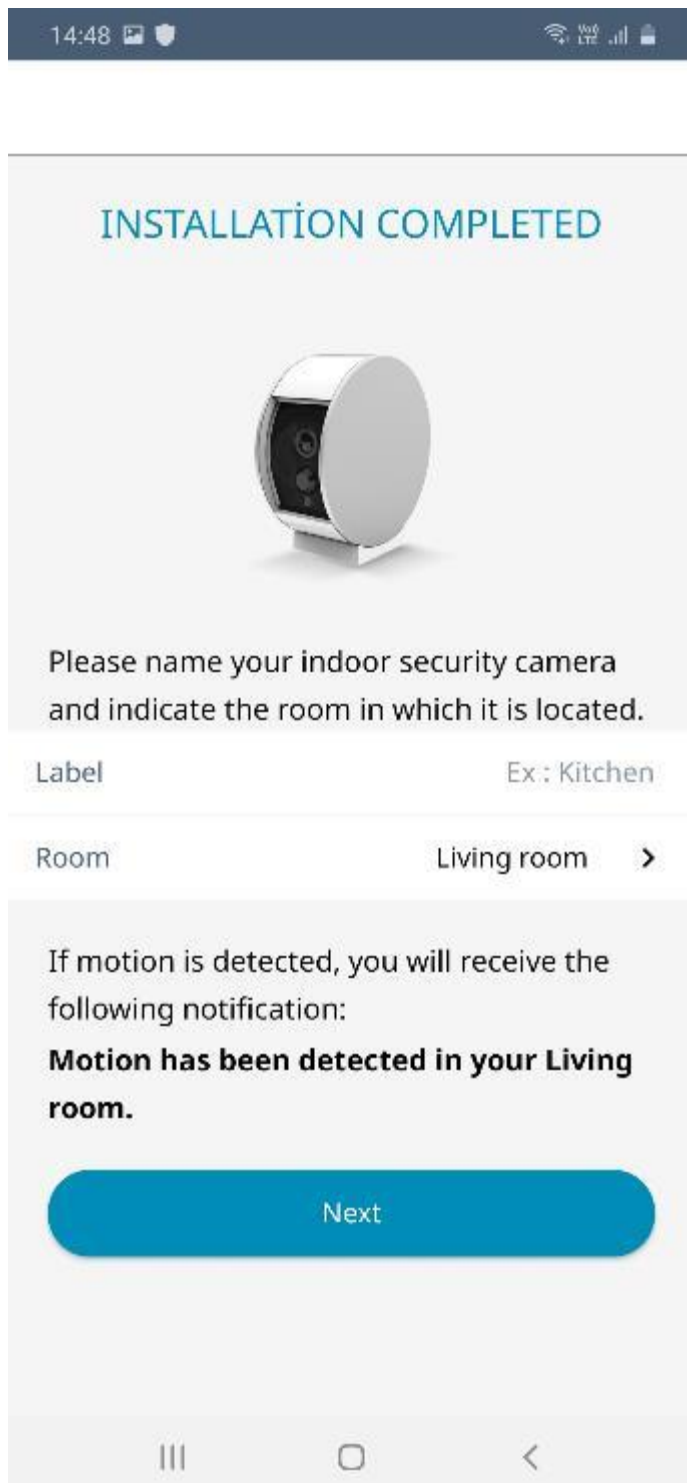 14:48
Vo)) LTE
INSTALLATİON COMPLETED
Please name your indoor security camera
and indicate the room in which it is located.
Label Ex : Kitchen
Room Living room
If motion is detected, you will receive the
following notification:
Motion has been detected in your Living
room.
Next